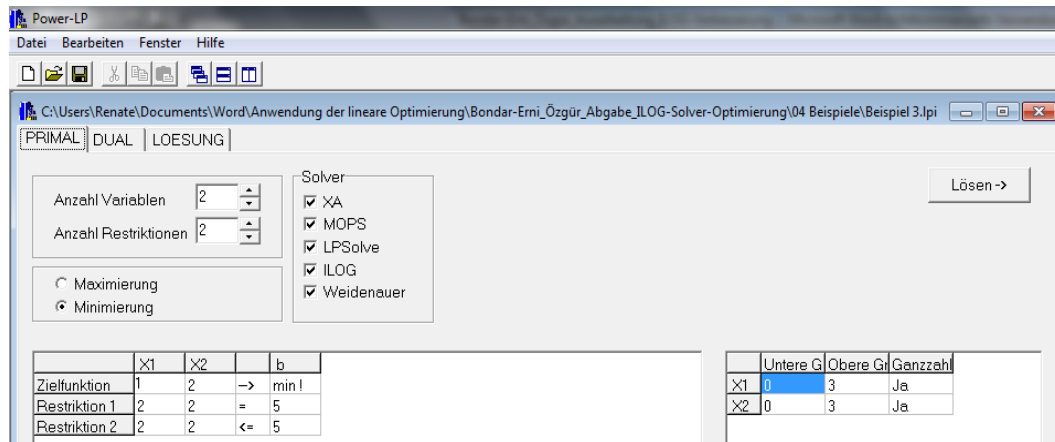 Power-LP
Datei Bearbeiten Fenster Hilfe
C:\Users\Renate\Documents\Word\Anwendung der lineare Optimierung\Bondar-Erni_Özgür_Abgabe_ILOG-Solver-Optimierung\04 Beispiele\Beispiel 3.lpi
PRIMAL DUAL LOESUNG
Anzahl Variablen 2
Anzahl Restriktionen 2
Maximierung
Minimierung
Solver
XA
MOPS
LPSolve
ILOG
Weidenauer
Lösen ->
X1 X2 b
Zielfunktion 1 2 --> min !
Restriktion 1 2 2 = 5
Restriktion 2 2 2 <= 5
Untere G Obere Gr Ganzzahl
X1 0 3 Ja
X2 0 3 Ja